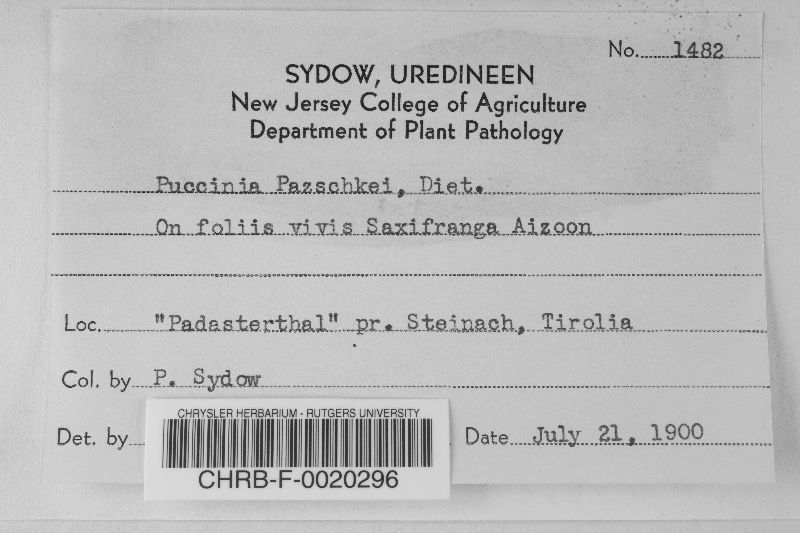 No. 1482
SYDOW, UREDINEEN
New Jersey College of Agriculture
Department of Plant Pathology
Puccinia Pazschkei, Diet.
On foliis vivis Saxifranga Aizoon
Loc. "Padasterthal" pr. Steinach, Tirolia
Col. by P. Sydow
Det. by
Date July 21, 1900
CHRYSLER HERBARIUM - RUTGERS UNIVERSITY
CHRB-F-0020296